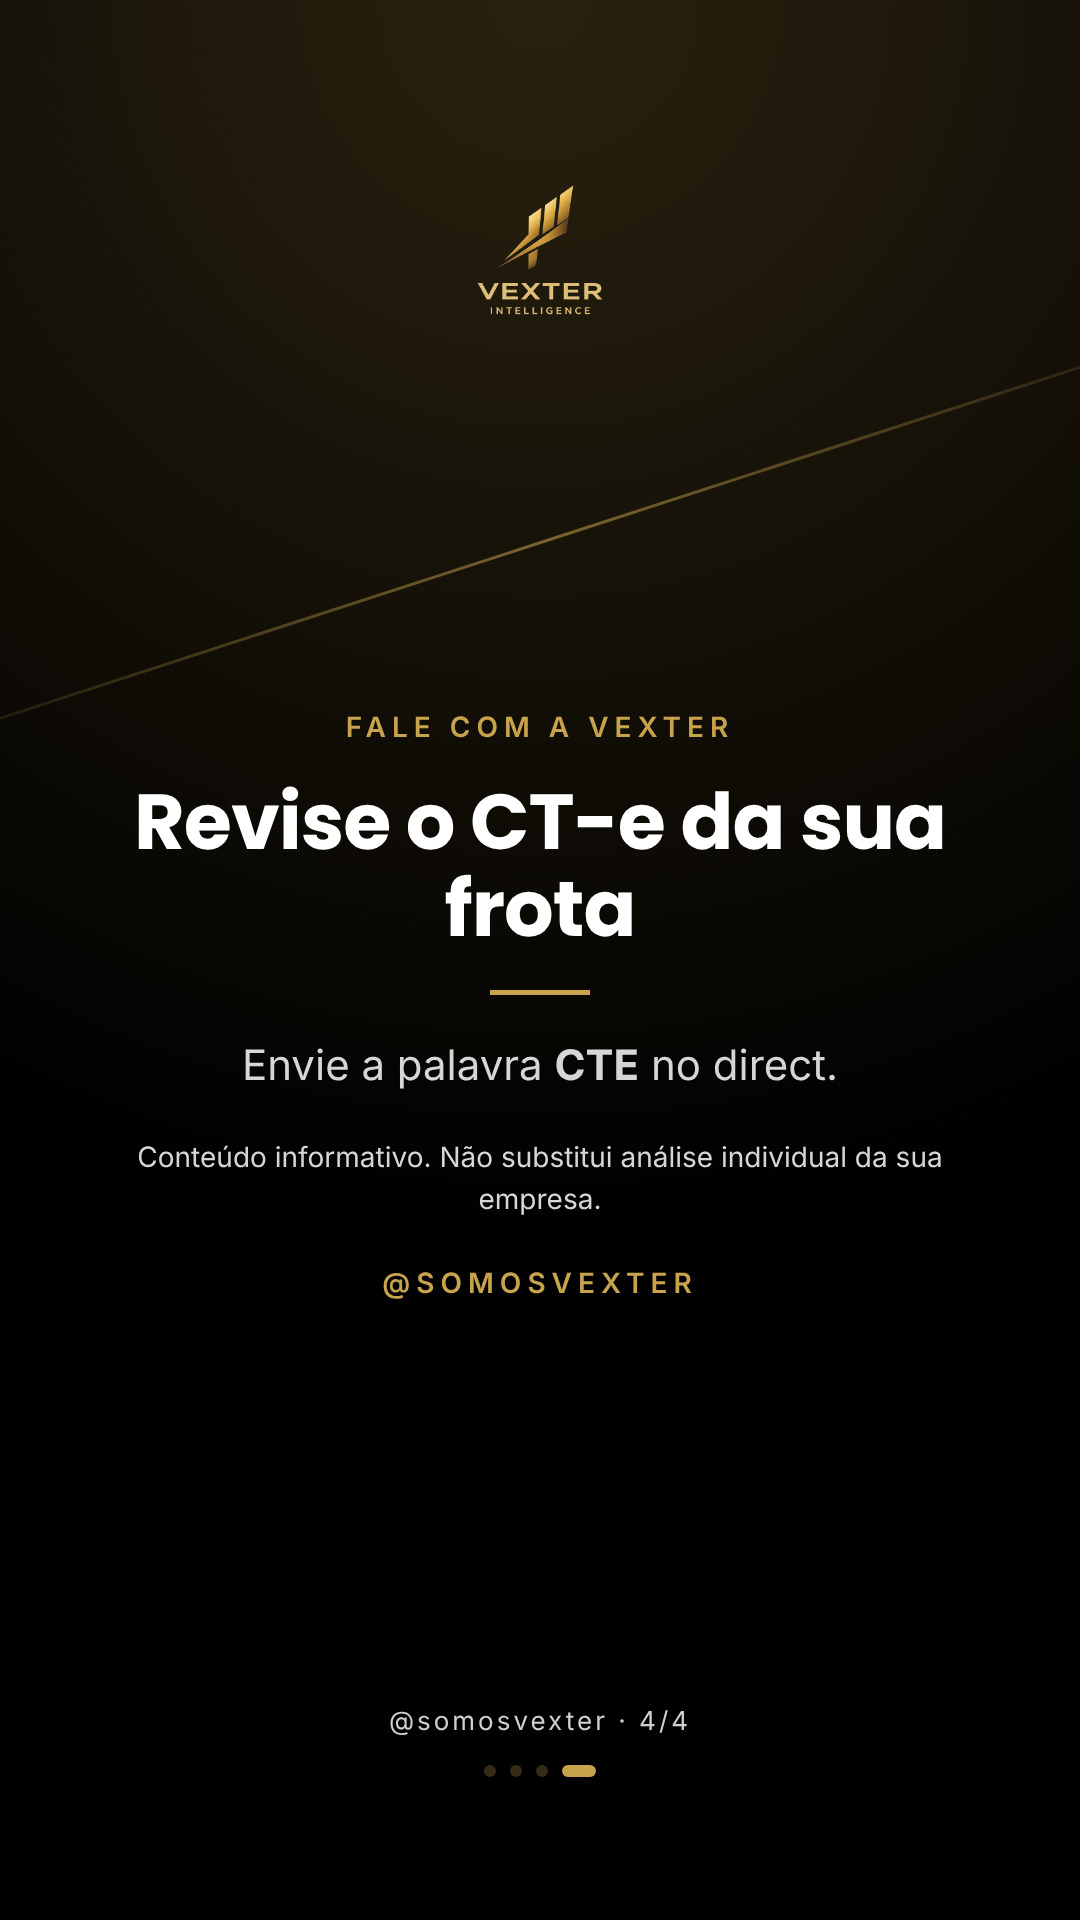 VEXTER
INTELLIGENCE
FALE COM A VEXTER
Revise o CT-e da sua
frota
Envie a palavra CTE no direct.
Conteúdo informativo. Não substitui análise individual da sua
empresa.
@SOMOSVEXTER
@somosvexter · 4/4